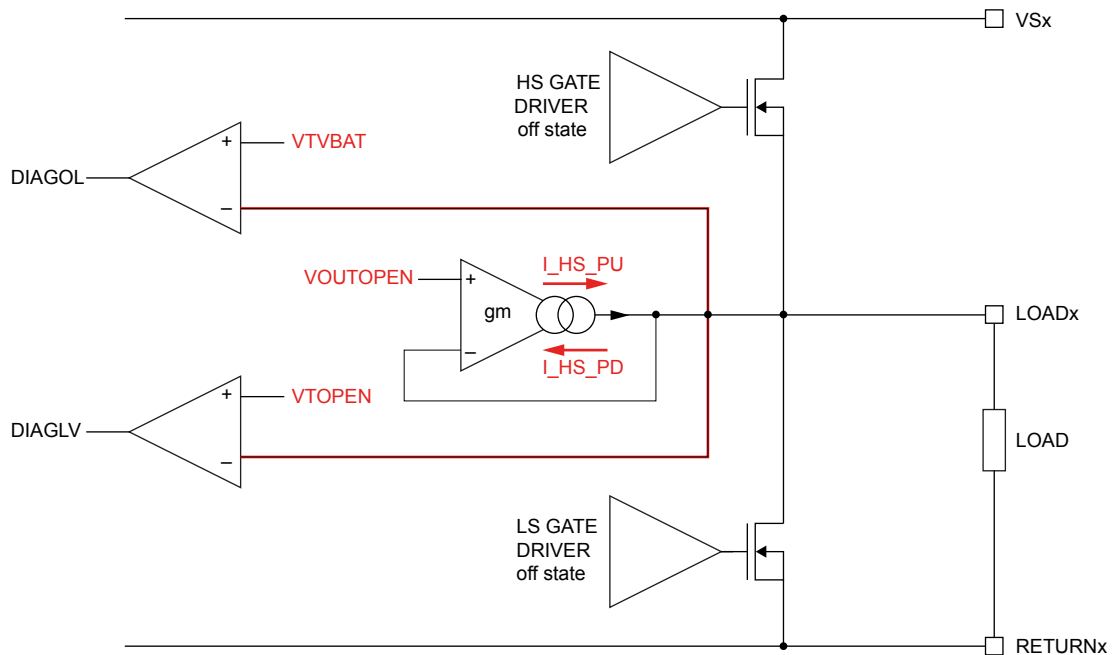 VSx
HS GATE
DRIVER
off state
+
VTVBAT
DIAGOL
−
I_HS_PU
VOUTOPEN
+
gm
LOADx
−
I_HS_PD
+
VTOPEN
DIAGLV
LOAD
−
LS GATE
DRIVER
off state
RETURNx